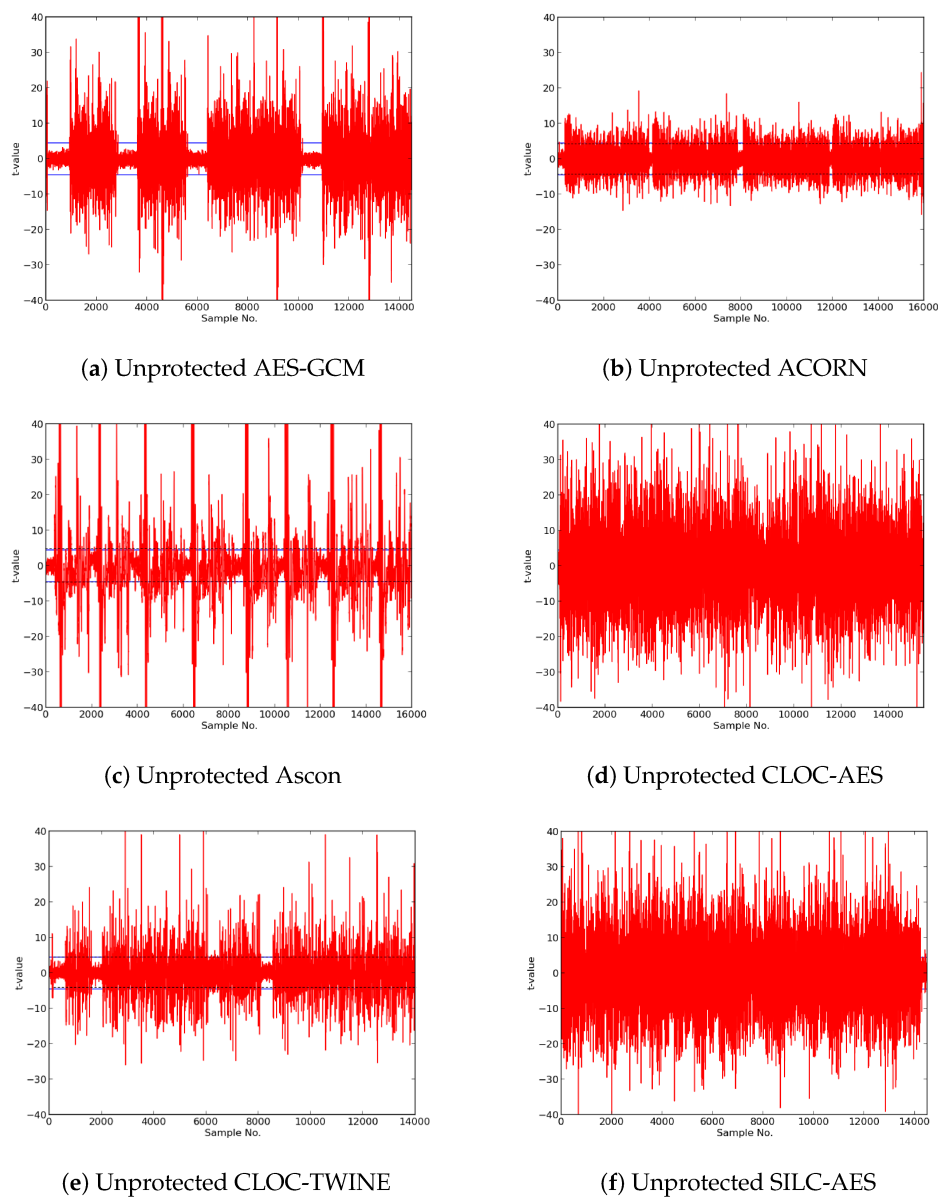 40
30
20
10
0
−10
−20
−30
−40
t-value
0 2000 4000 6000 8000 10000 12000 14000
Sample No.
(a) Unprotected AES-GCM
40
30
20
10
0
−10
−20
−30
−40
t-value
0 2000 4000 6000 8000 10000 12000 14000 16000
Sample No.
(b) Unprotected ACORN
40
30
20
10
0
−10
−20
−30
−40
t-value
0 2000 4000 6000 8000 10000 12000 14000 16000
Sample No.
(c) Unprotected Ascon
40
30
20
10
0
−10
−20
−30
−40
t-value
0 2000 4000 6000 8000 10000 12000 14000
Sample No.
(d) Unprotected CLOC-AES
40
30
20
10
0
−10
−20
−30
−40
t-value
0 2000 4000 6000 8000 10000 12000 14000
Sample No.
(e) Unprotected CLOC-TWINE
40
30
20
10
0
−10
−20
−30
−40
t-value
0 2000 4000 6000 8000 10000 12000 14000
Sample No.
(f) Unprotected SILC-AES